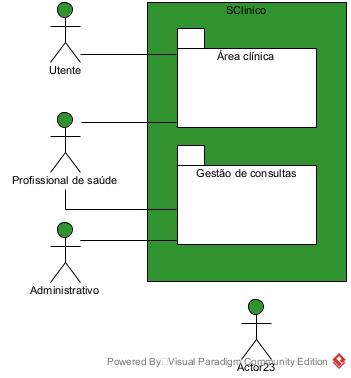 SClínico
Utente
Área clínica
Profissional de saúde
Gestão de consultas
Administrativo
Powered By Visual Paradigm Community Edition
Actor23